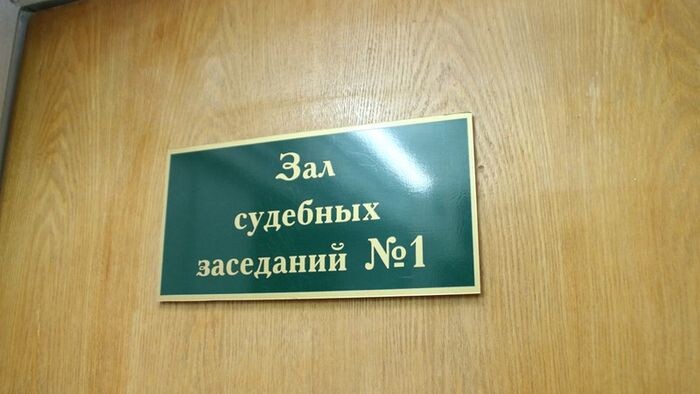 Зал
судебных
заседаний №1